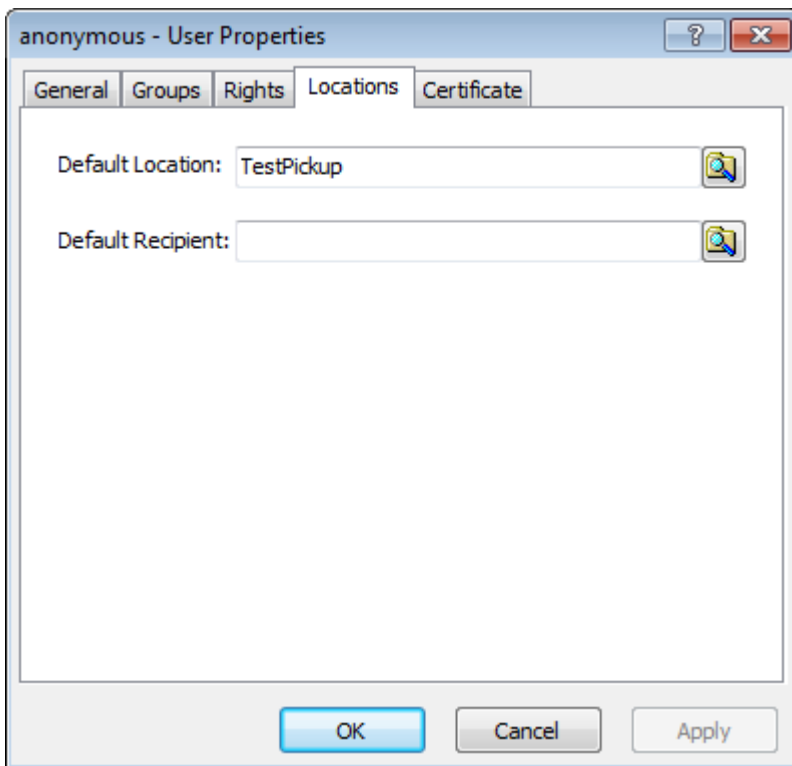 anonymous - User Properties
General Groups Rights Locations Certificate
Default Location: TestPickup
Default Recipient:
OK Cancel Apply